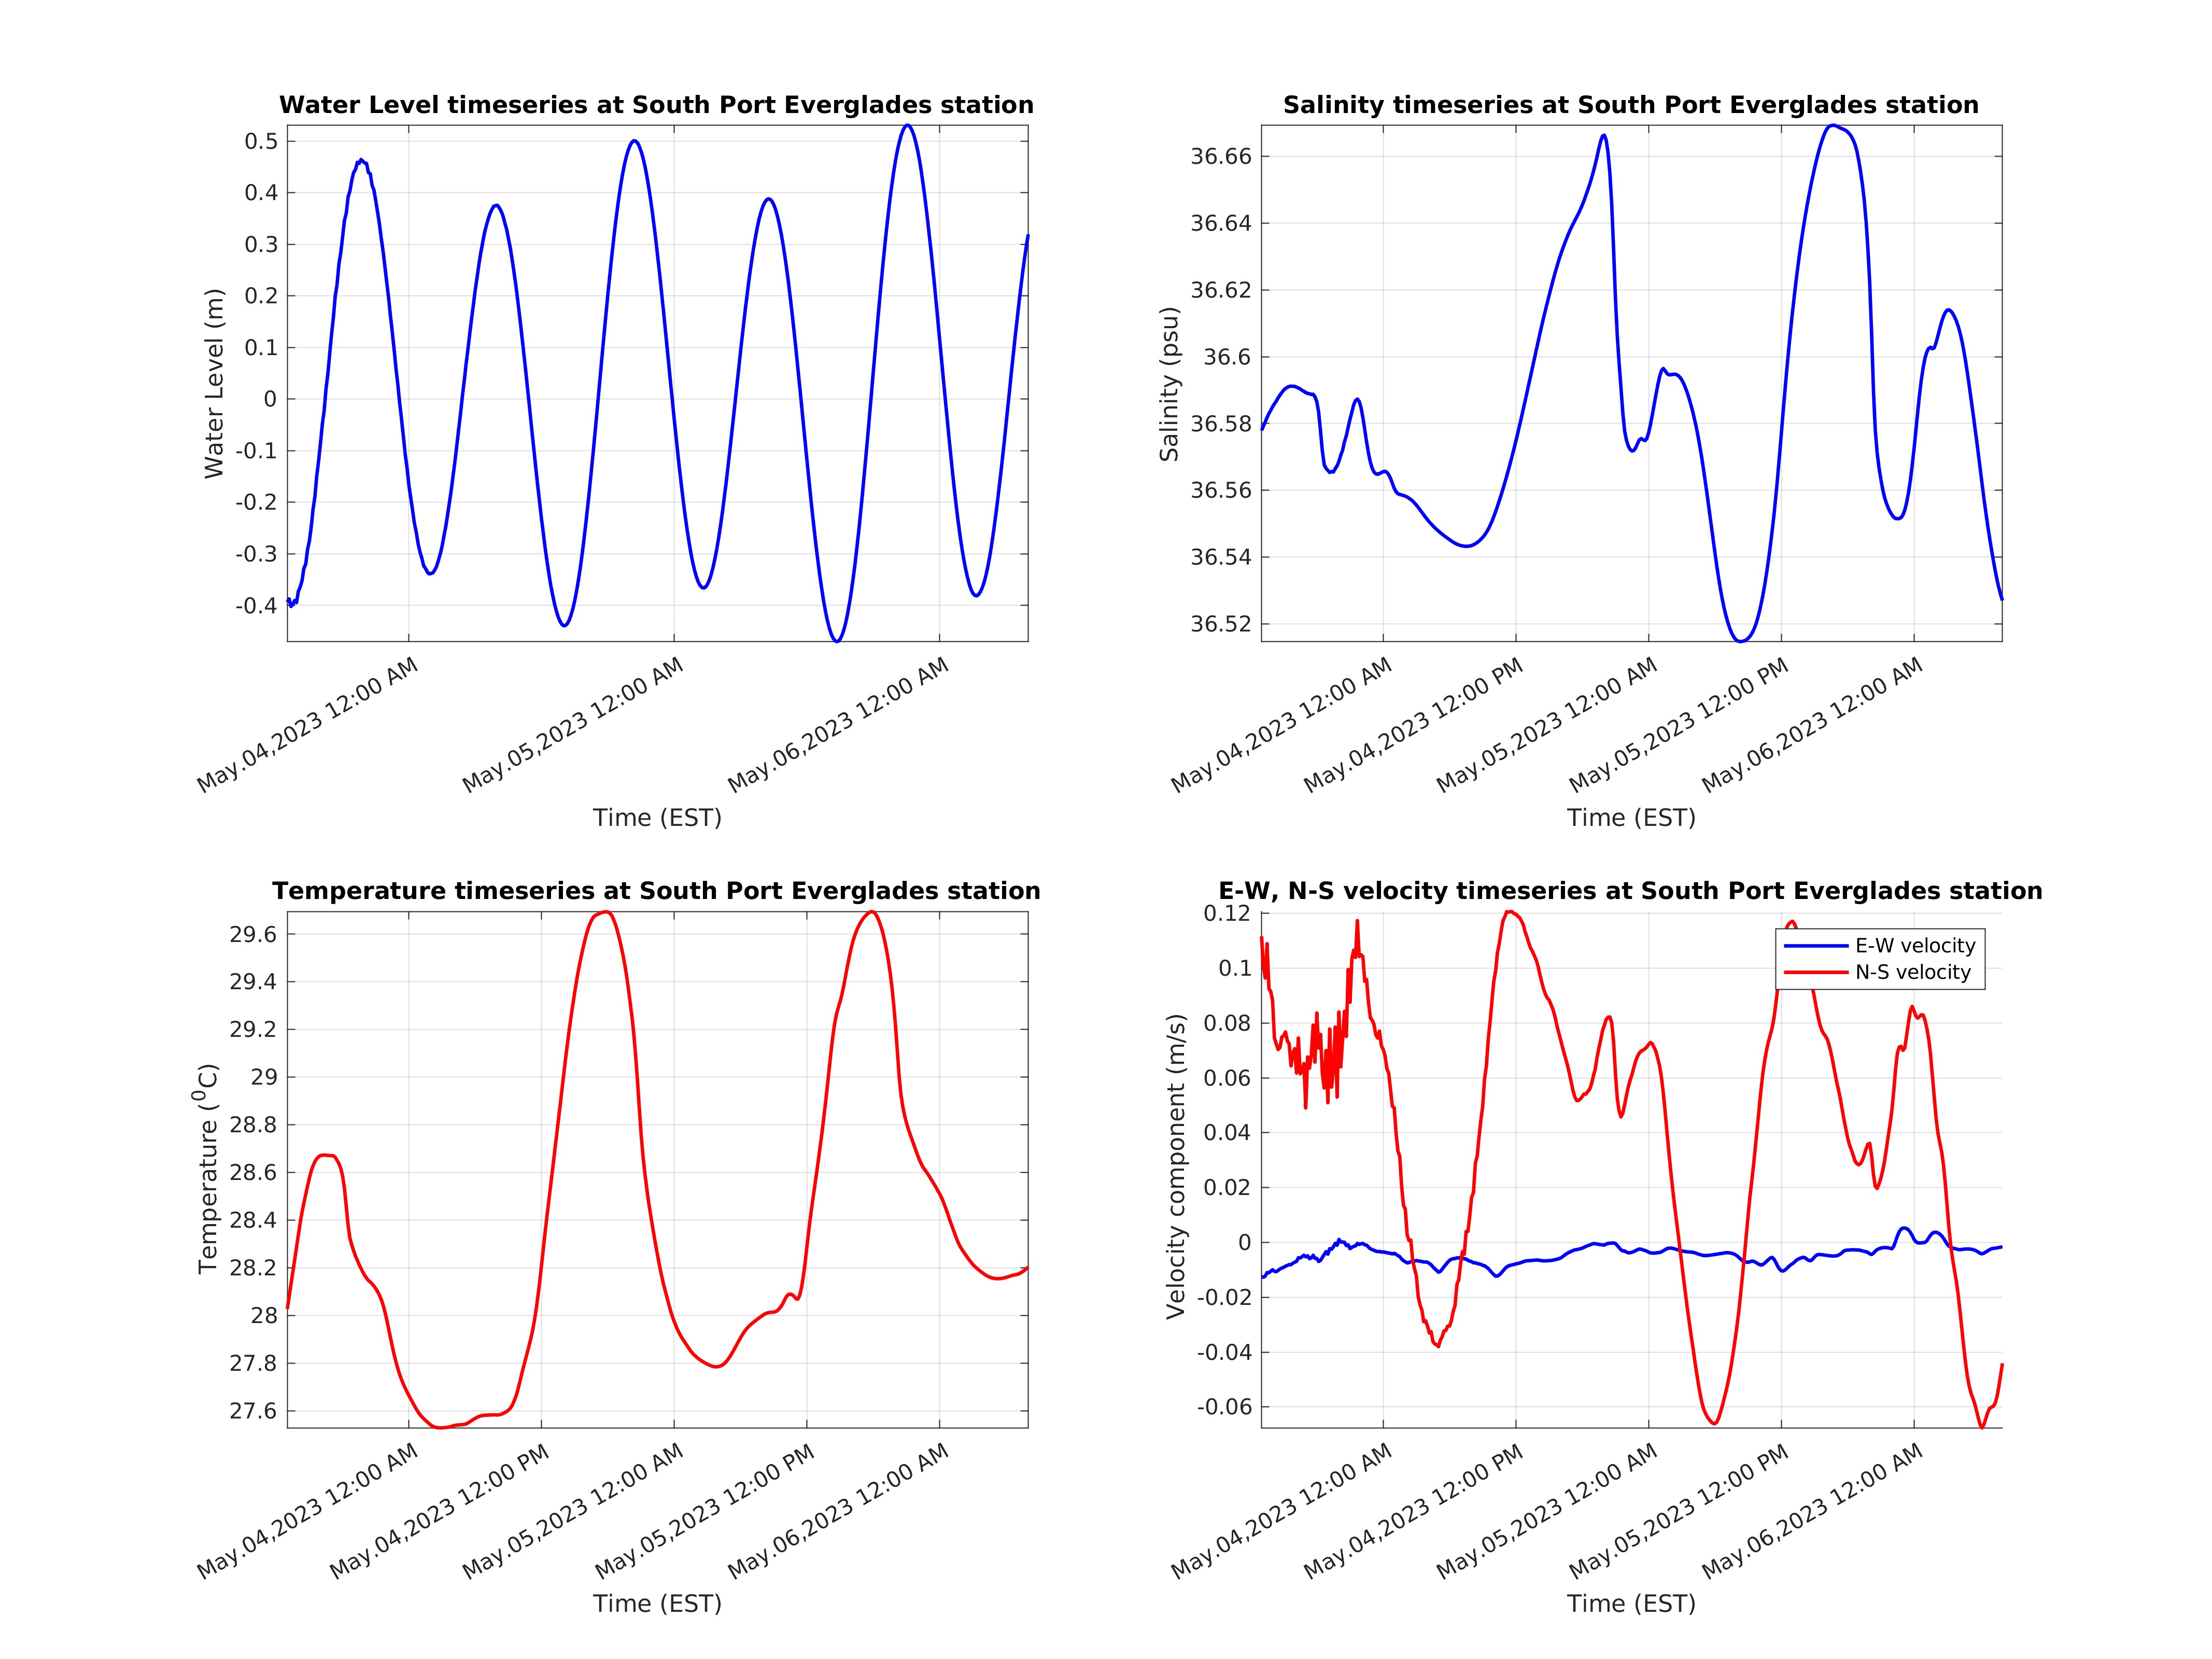 Water Level timeseries at South Port Everglades station
0.5
0.4
0.3
0.2
0.1
0
-0.1
-0.2
-0.3
-0.4
Water Level (m)
May.04,2023 12:00 AM
May.05,2023 12:00 AM
May.06,2023 12:00 AM
Time (EST)
Salinity timeseries at South Port Everglades station
36.66
36.64
36.62
36.6
36.58
36.56
36.54
36.52
Salinity (psu)
May.04,2023 12:00 AM
May.04,2023 12:00 PM
May.05,2023 12:00 AM
May.05,2023 12:00 PM
May.06,2023 12:00 AM
Time (EST)
Temperature timeseries at South Port Everglades station
29.6
29.4
29.2
29
28.8
28.6
28.4
28.2
28
27.8
27.6
Temperature (⁰C)
May.04,2023 12:00 AM
May.04,2023 12:00 PM
May.05,2023 12:00 AM
May.05,2023 12:00 PM
May.06,2023 12:00 AM
Time (EST)
E-W, N-S velocity timeseries at South Port Everglades station
0.12
0.1
0.08
0.06
0.04
0.02
0
-0.02
-0.04
-0.06
Velocity component (m/s)
E-W velocity
N-S velocity
May.04,2023 12:00 AM
May.04,2023 12:00 PM
May.05,2023 12:00 AM
May.05,2023 12:00 PM
May.06,2023 12:00 AM
Time (EST)